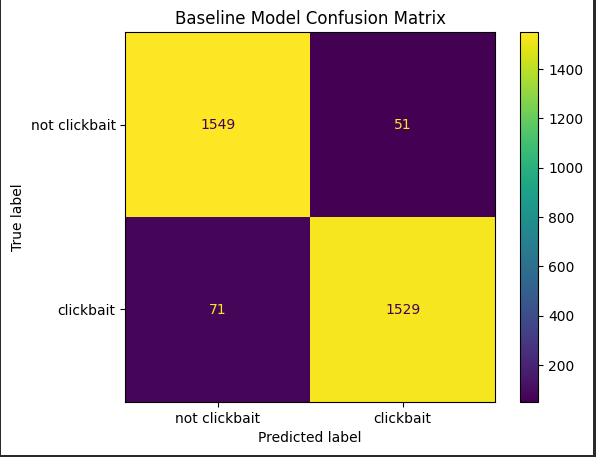 Baseline Model Confusion Matrix
True label
not clickbait
clickbait
1549
51
71
1529
not clickbait
clickbait
Predicted label
1400
1200
1000
800
600
400
200